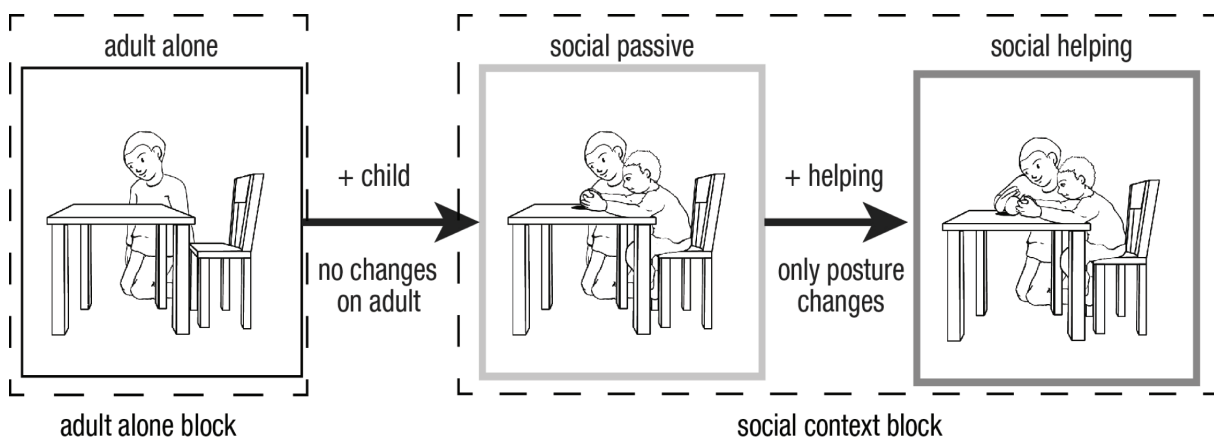 adult alone
social passive
social helping
+ child
no changes
on adult
+ helping
only posture
changes
adult alone block
social context block